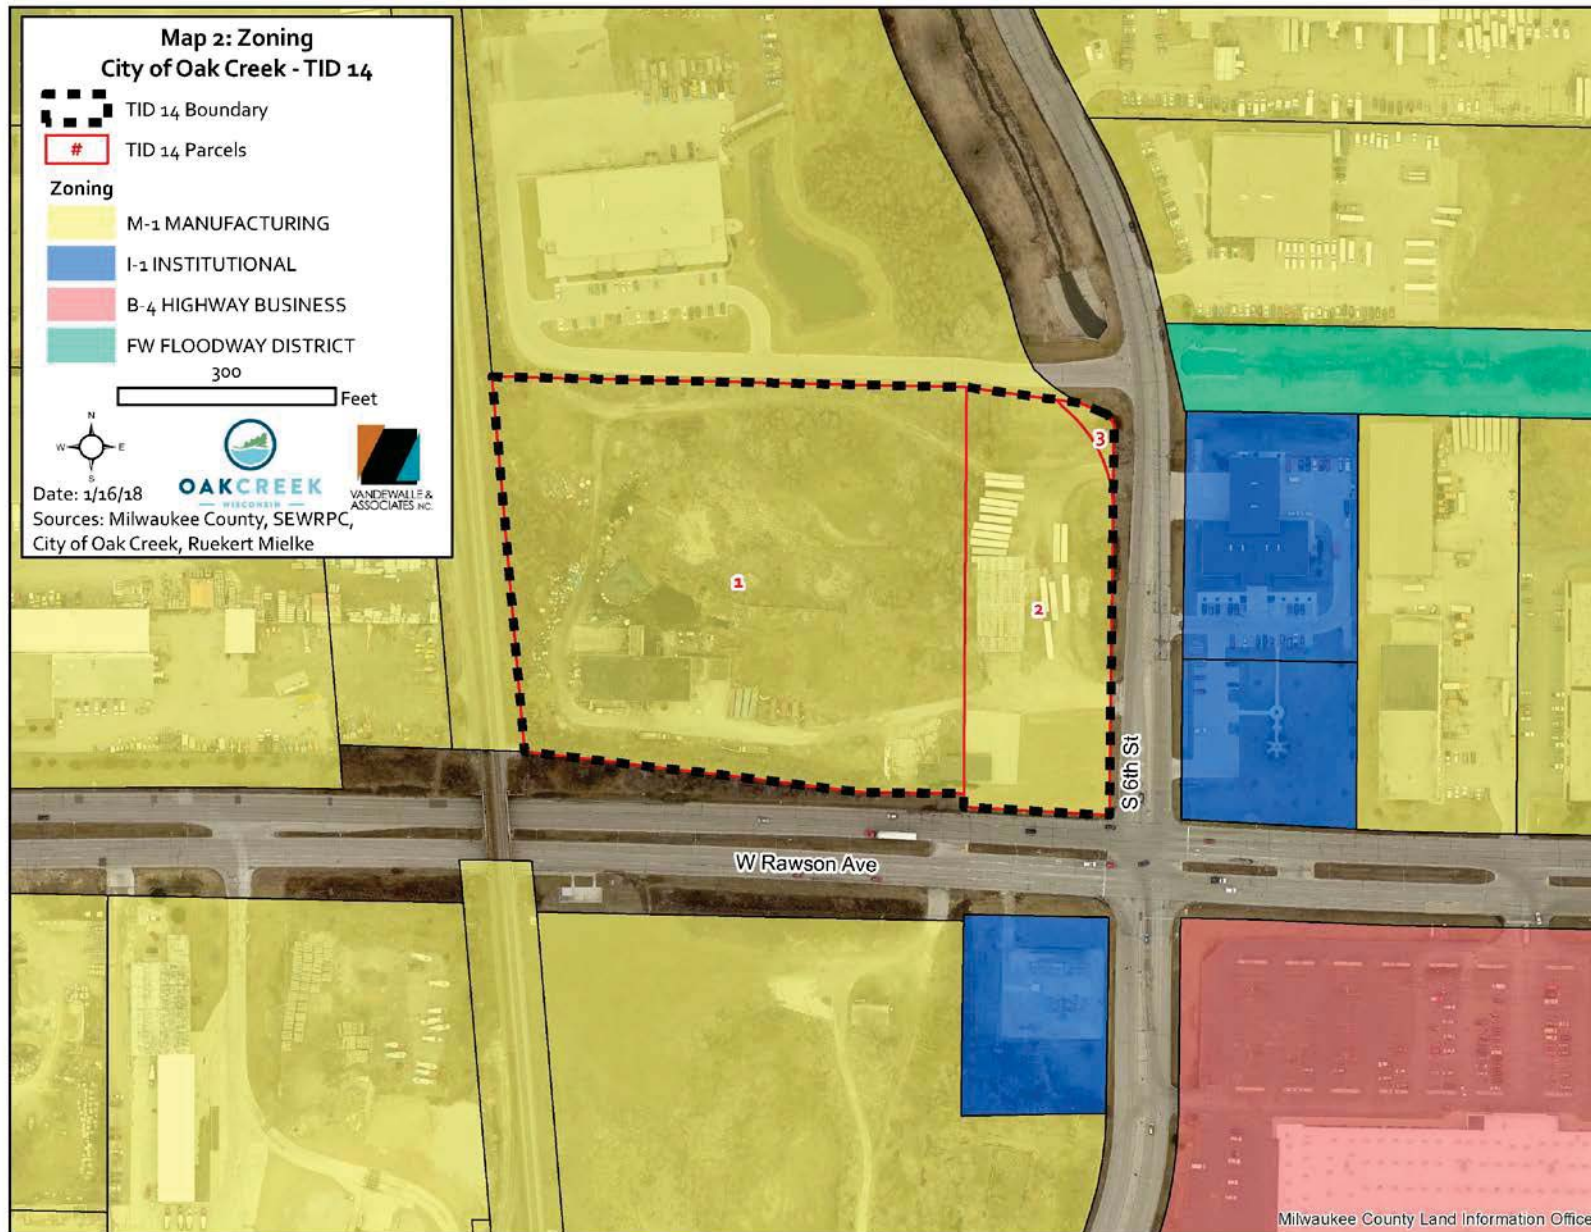 Map 2: Zoning
City of Oak Creek - TID 14
TID 14 Boundary
# TID 14 Parcels
Zoning
M-1 MANUFACTURING
I-1 INSTITUTIONAL
B-4 HIGHWAY BUSINESS
FW FLOODWAY DISTRICT
300
Feet
N
W E
S
OAKCREEK
WISCONSIN
VANDEWALLE &
ASSOCIATES INC.
Date: 1/16/18
Sources: Milwaukee County, SEWRPC,
City of Oak Creek, Ruekert Mielke
3
1
2
S 6th St
W Rawson Ave
Milwaukee County Land Information Office